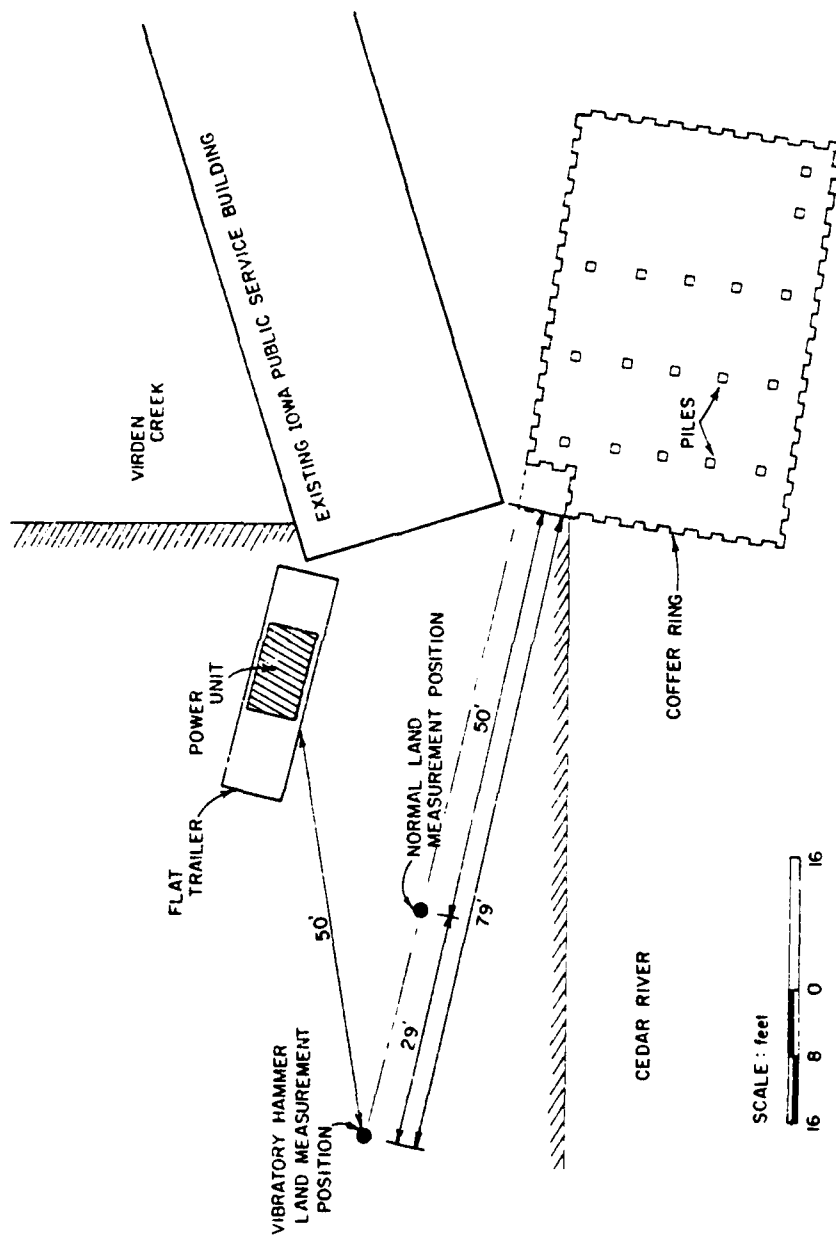 VIRDEN
CREEK
EXISTING IOWA PUBLIC SERVICE BUILDING
FLAT
TRAILER
POWER
UNIT
50'
VIBRATORY HAMMER
LAND MEASUREMENT
POSITION
NORMAL LAND
MEASUREMENT POSITION
29'
50'
79'
PILES
COFFER RING
CEDAR RIVER
SCALE : feet
16 8 0 16